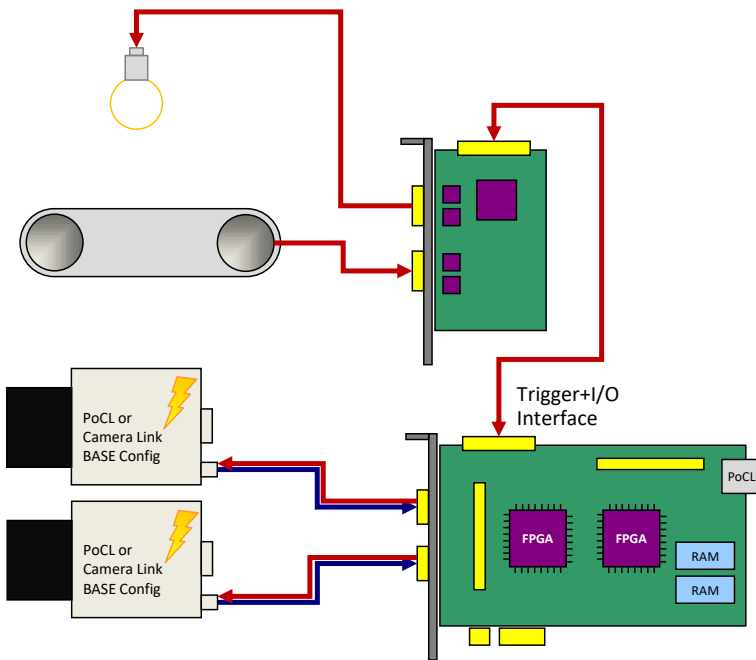 Trigger+I/O
Interface
PoCL or
Camera Link
BASE Config
PoCL
FPGA
FPGA
RAM
RAM
PoCL or
Camera Link
BASE Config